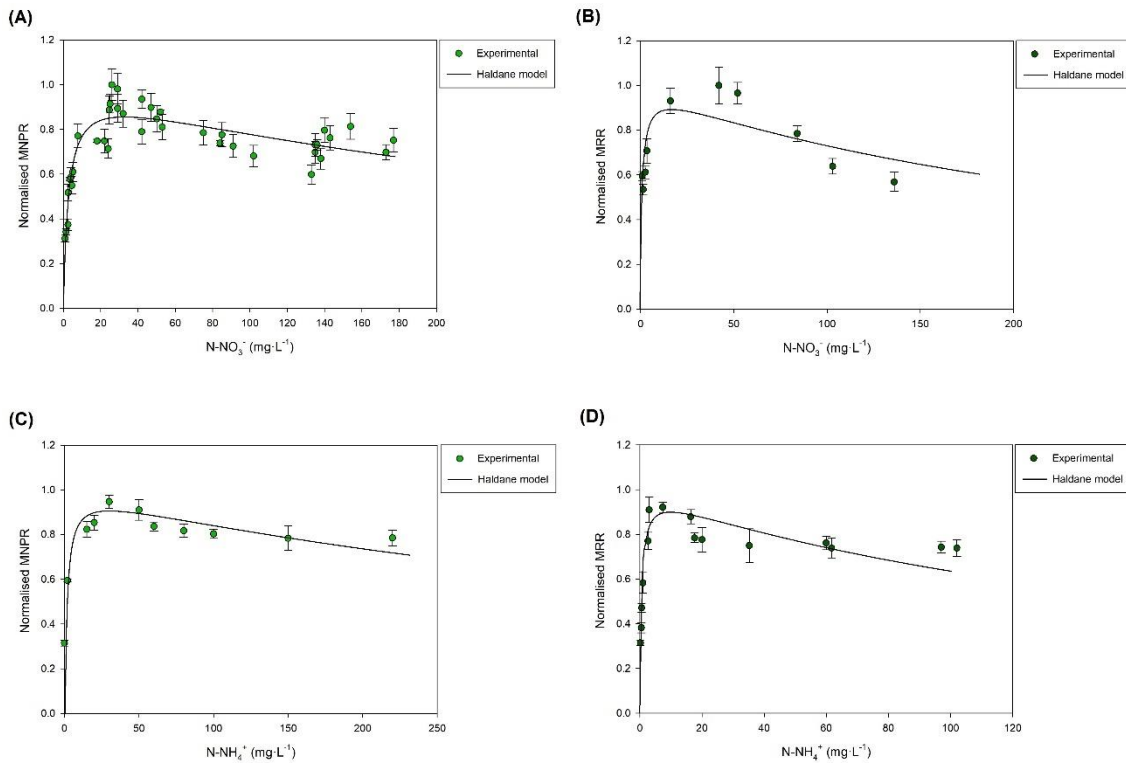 (A)
Normalised MNPR
1.2
1.0
0.8
0.6
0.4
0.2
0.0
0 20 40 60 80 100 120 140 160 180 200
N-NO₃⁻ (mg·L⁻¹)
Experimental
Haldane model
(B)
Normalised MRR
1.2
1.0
0.8
0.6
0.4
0.2
0.0
0 50 100 150 200
N-NO₃⁻ (mg·L⁻¹)
Experimental
Haldane model
(C)
Normalised MNPR
1.2
1.0
0.8
0.6
0.4
0.2
0.0
0 50 100 150 200 250
N-NH₄⁺ (mg·L⁻¹)
Experimental
Haldane model
(D)
Normalised MRR
1.2
1.0
0.8
0.6
0.4
0.2
0.0
0 20 40 60 80 100 120
N-NH₄⁺ (mg·L⁻¹)
Experimental
Haldane model